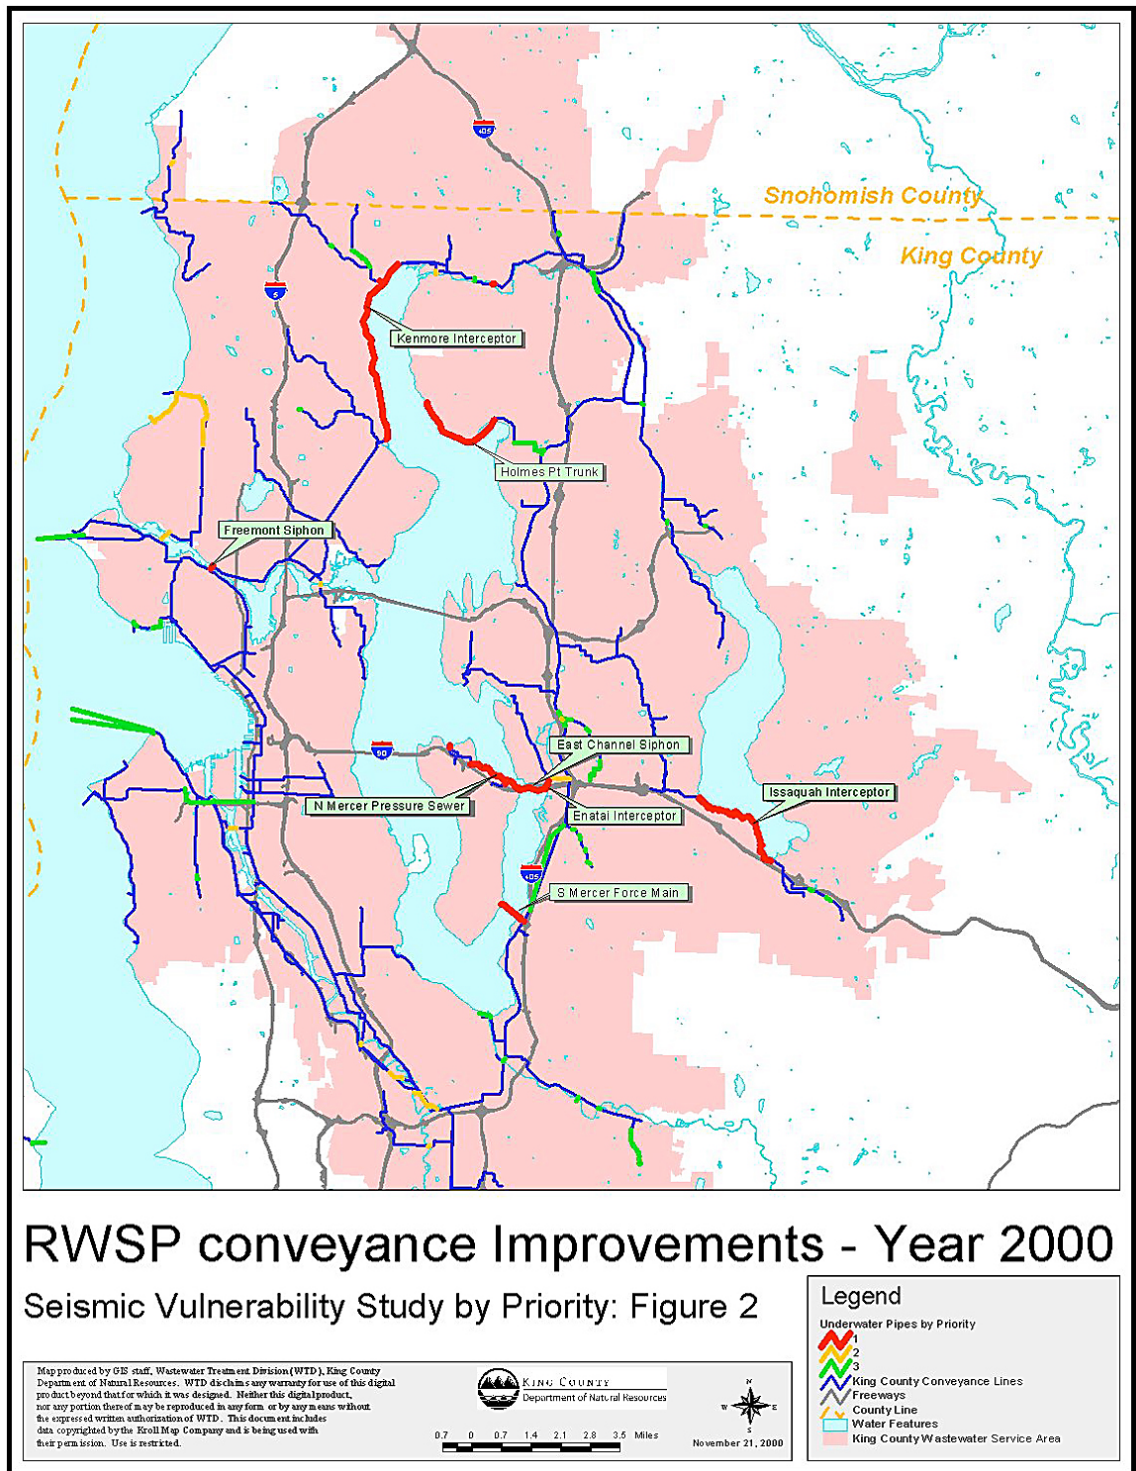 405
Snohomish County
King County
5
Kenmore Interceptor
Holmes Pt Trunk
Freemont Siphon
East Channel Siphon
90
N Mercer Pressure Sewer
Enatai Interceptor
Issaquah Interceptor
405
S Mercer Force Main
RWSP conveyance Improvements - Year 2000
Seismic Vulnerability Study by Priority: Figure 2
Legend
Underwater Pipes by Priority
1
2
3
King County Conveyance Lines
Freeways
County Line
Water Features
King County Wastewater Service Area
Map produced by GIS staff, Wastewater Treatment Division (WTD), King County
Department of Natural Resources. WTD disclaims any warranty for use of this digital
product beyond that for which it was designed. Neither this digital product,
nor any portion thereof may be reproduced in any form or by any means without
the expressed written authorization of WTD. This document includes
data copyrighted by the Kroll Map Company and is being used with
their permission. Use is restricted.
KING COUNTY
Department of Natural Resources
0.7 0 0.7 1.4 2.1 2.8 3.5 Miles
N
W E
S
November 21, 2000